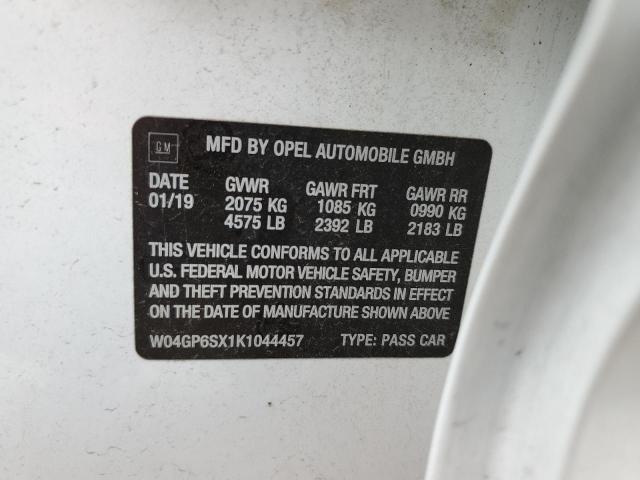 GM MFD BY OPEL AUTOMOBILE GMBH
DATE GVWR GAWR FRT GAWR RR
01/19 2075 KG 1085 KG 0990 KG
4575 LB 2392 LB 2183 LB
THIS VEHICLE CONFORMS TO ALL APPLICABLE
U.S. FEDERAL MOTOR VEHICLE SAFETY, BUMPER
AND THEFT PREVENTION STANDARDS IN EFFECT
ON THE DATE OF MANUFACTURE SHOWN ABOVE
W04GP6SX1K1044457 TYPE: PASS CAR